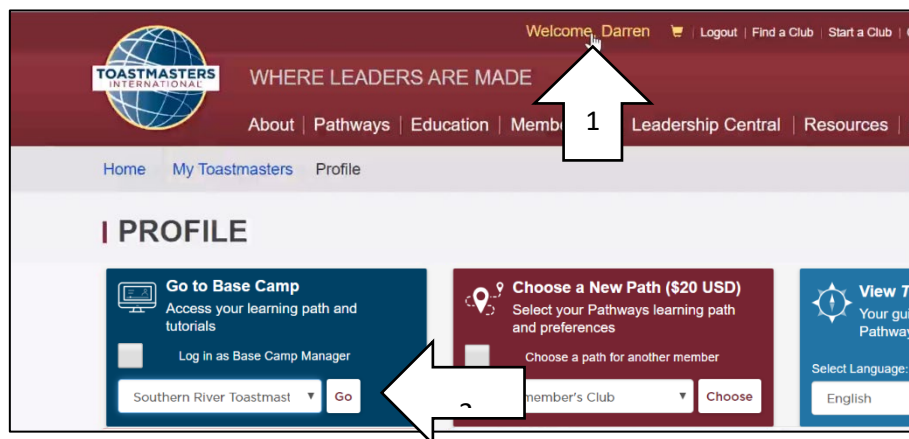 Welcome, Darren | Logout | Find a Club | Start a Club |
TOASTMASTERS
INTERNATIONAL
WHERE LEADERS ARE MADE
About | Pathways | Education | Leadership Central | Resources |
1
Home My Toastmasters Profile
PROFILE
Go to Base Camp
Access your learning path and
tutorials
Log in as Base Camp Manager
Southern River Toastmast Go
Choose a New Path ($20 USD)
Select your Pathways learning path
and preferences
Choose a path for another member
member's Club Choose
View
Your
Select Language:
English